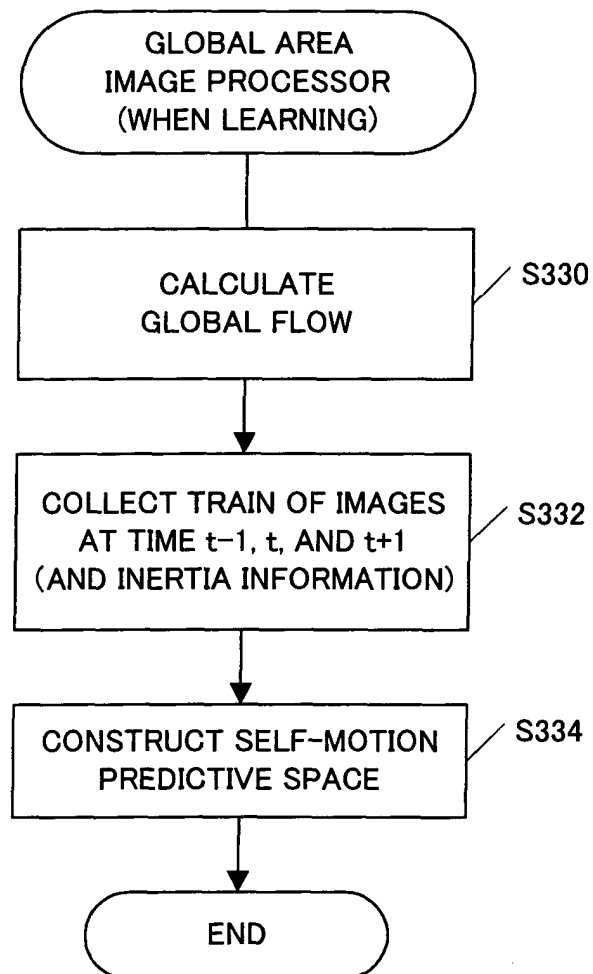 GLOBAL AREA
IMAGE PROCESSOR
(WHEN LEARNING)
CALCULATE
GLOBAL FLOW
S330
COLLECT TRAIN OF IMAGES
AT TIME t-1, t, AND t+1
(AND INERTIA INFORMATION)
S332
CONSTRUCT SELF-MOTION
PREDICTIVE SPACE
S334
END